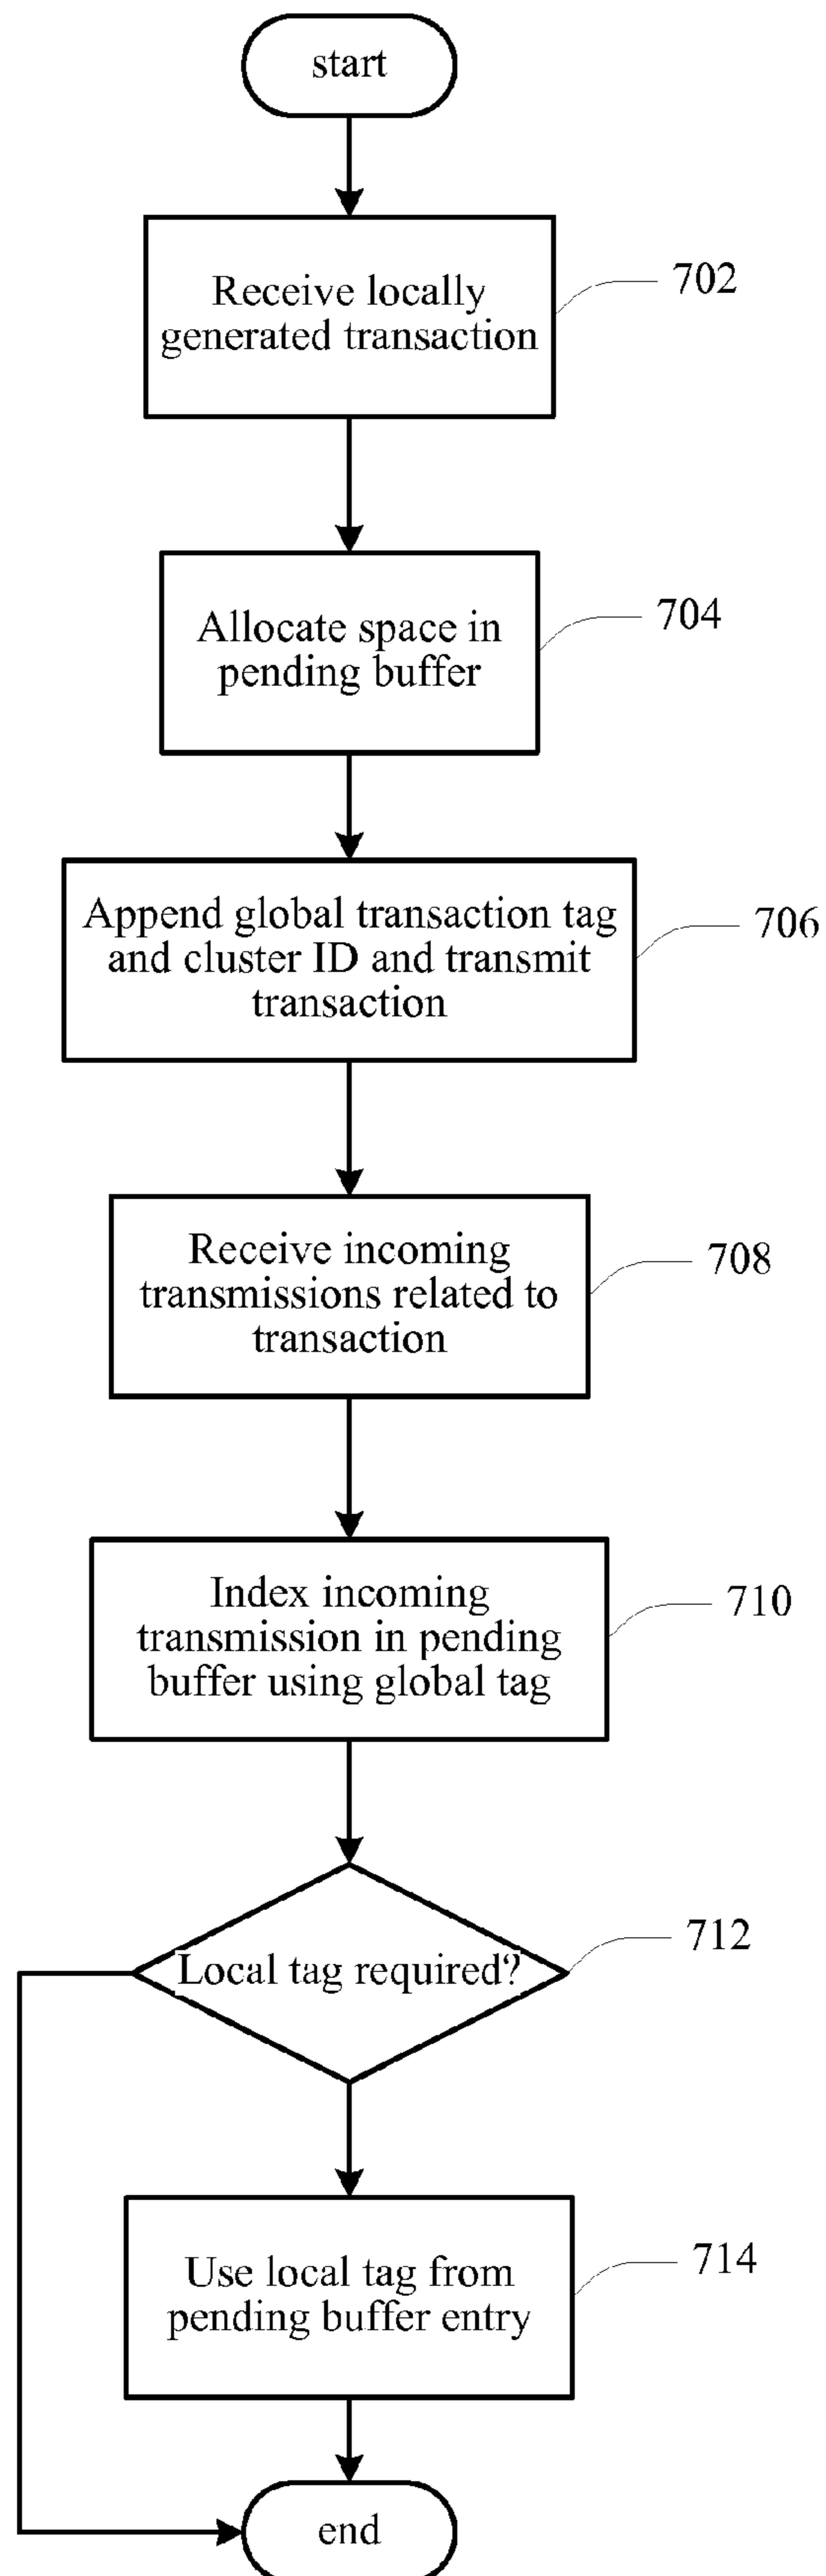 start
Receive locally
generated transaction
702
Allocate space in
pending buffer
704
Append global transaction tag
and cluster ID and transmit
transaction
706
Receive incoming
transmissions related to
transaction
708
Index incoming
transmission in pending
buffer using global tag
710
Local tag required?
712
Use local tag from
pending buffer entry
714
end